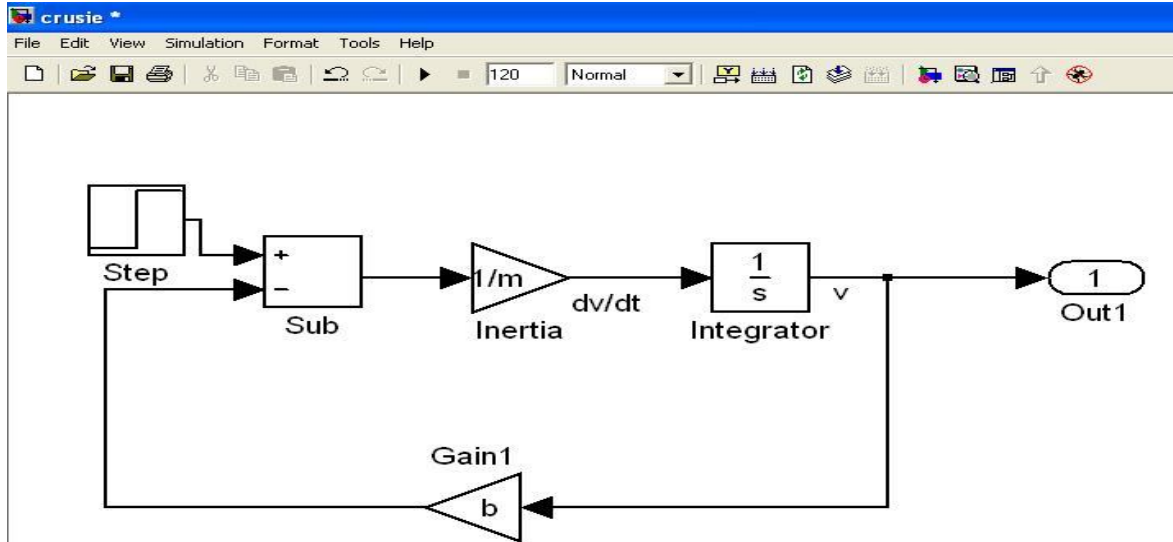 crusie *
File Edit View Simulation Format Tools Help
120 Normal
Step
+
−
Sub
1/m
Inertia
dv/dt
1
s
Integrator
v
1
Out1
Gain1
b